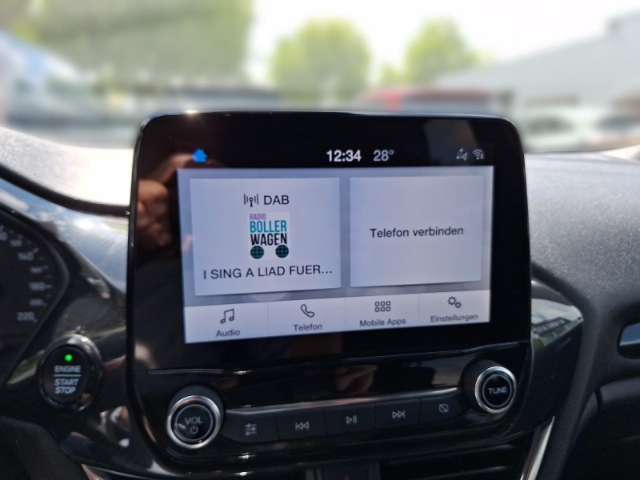 12:34 28°
DAB
RADIO
BOLLER
WAGEN
I SING A LIAD FUER...
Telefon verbinden
Audio
Telefon
Mobile Apps
Einstellungen
220
ENGINE
START
STOP
VOL
TUNE